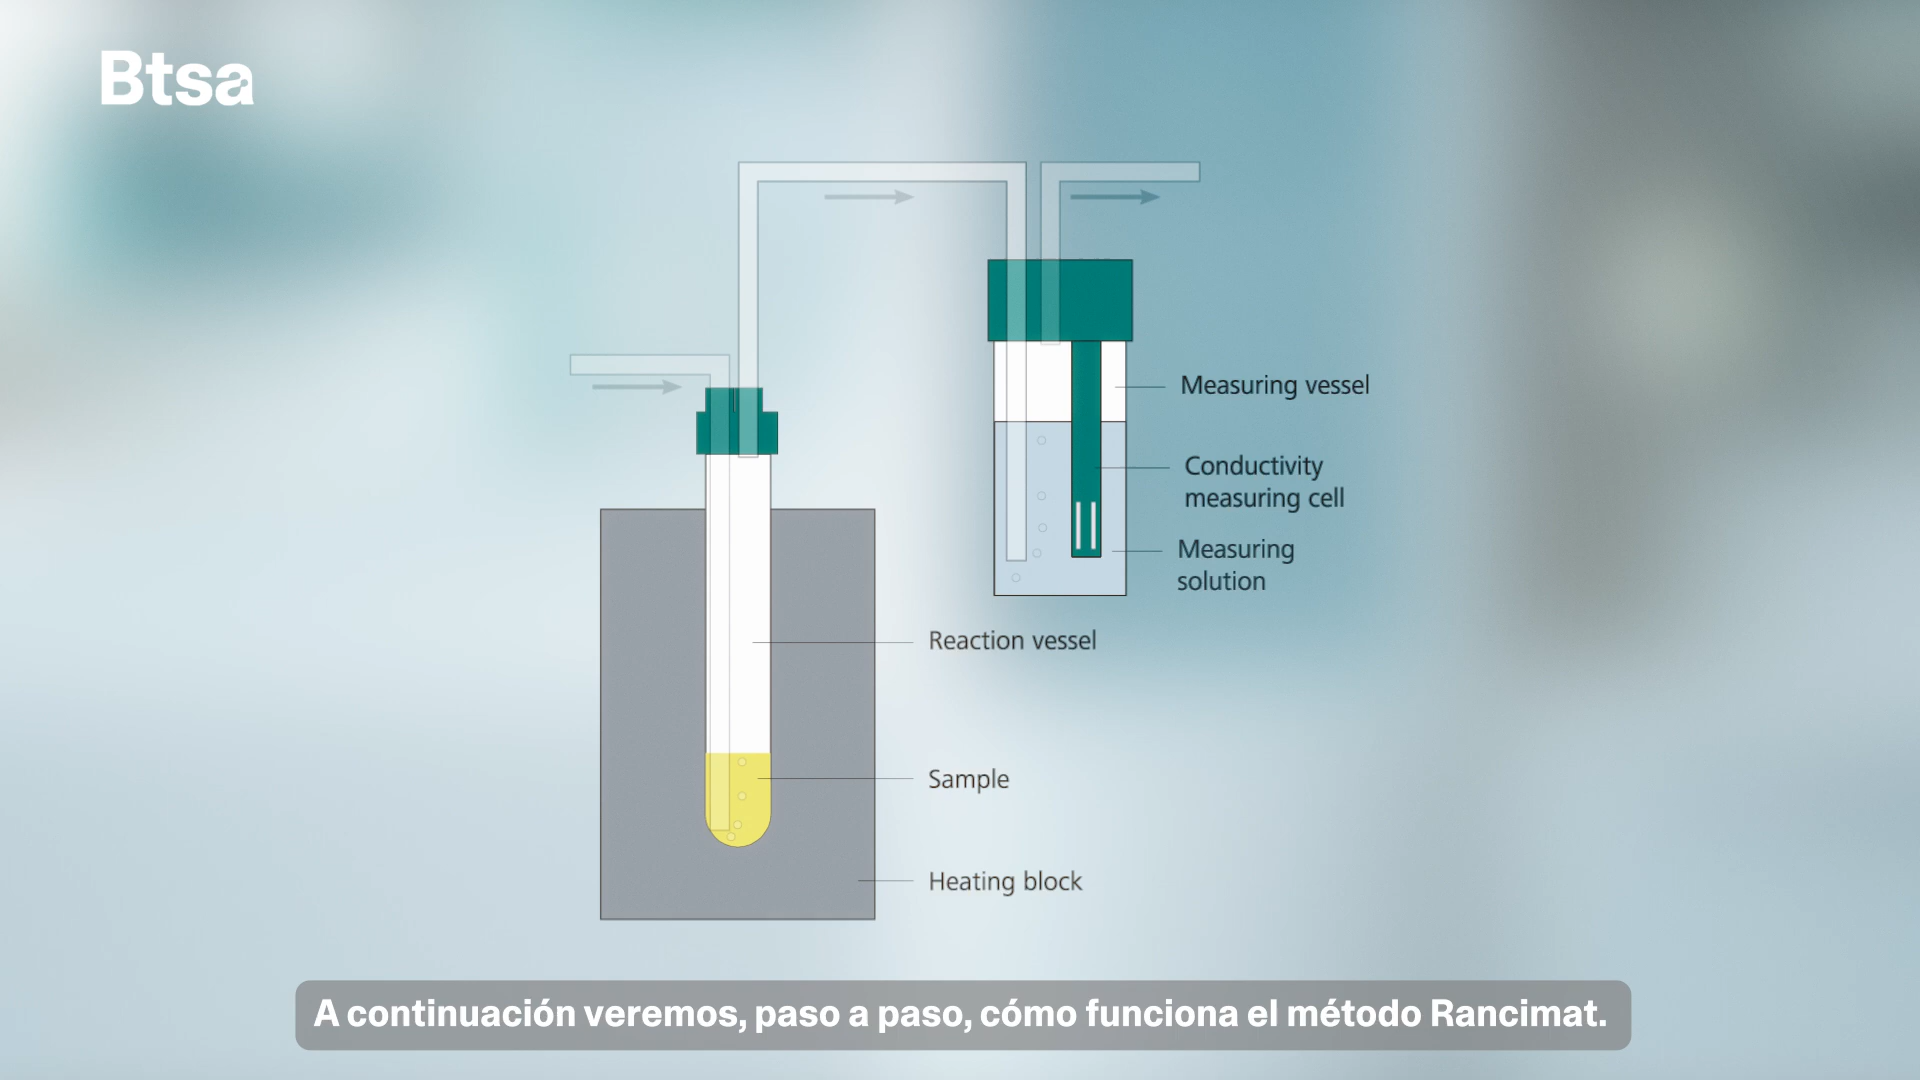 Btsa
Measuring vessel
Conductivity
measuring cell
Measuring
solution
Reaction vessel
Sample
Heating block
A continuación veremos, paso a paso, cómo funciona el método Rancimat.